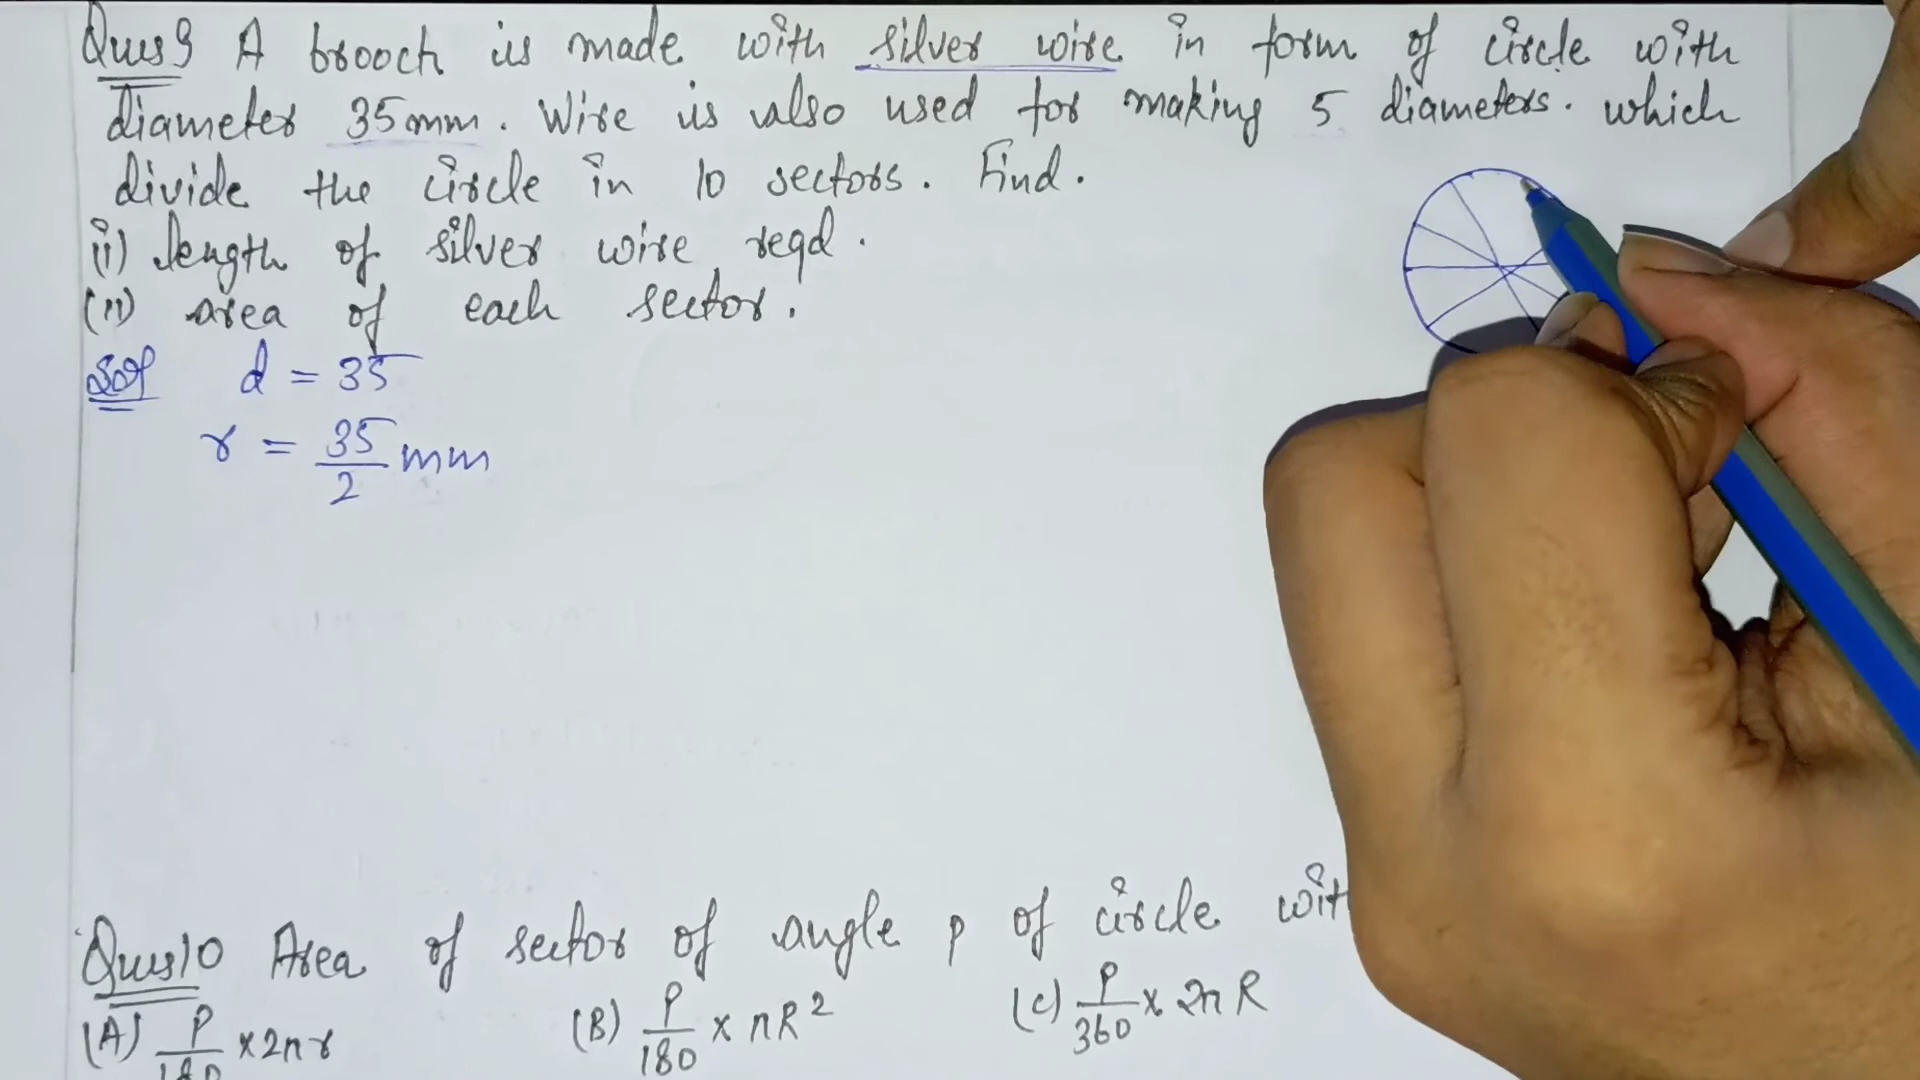 Ques 9 A brooch is made with silver wire in form of circle with
diameter 35mm. Wire is also used for making 5 diameters. which
divide the circle in 10 sectors. Find.
(i) length of silver wire reqd.
(ii) area of each sector.
Sol d = 35
r = 35/2 mm
Ques10 Area of sector of angle p of circle
(A) P/180 × 2πr (B) P/180 × πR² (C) P/360 × 2πR